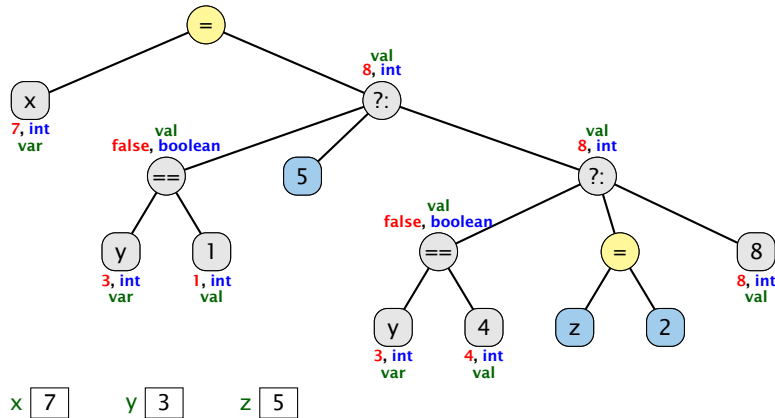 =
val
8, int
?:
x
7, int
var
val
false, boolean
==
5
val
8, int
?:
y
3, int
var
1
1, int
val
val
false, boolean
==
=
8
8, int
val
y
3, int
var
4
4, int
val
z
2
x 7 y 3 z 5